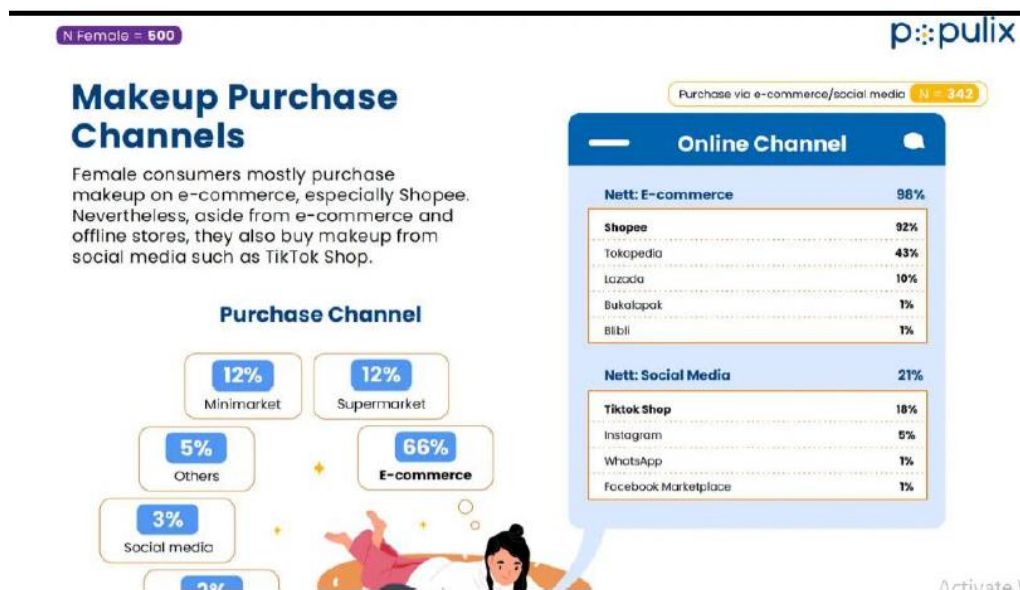 N Female = 500
populix
Makeup Purchase
Channels
Female consumers mostly purchase
makeup on e-commerce, especially Shopee.
Nevertheless, aside from e-commerce and
offline stores, they also buy makeup from
social media such as TikTok Shop.
Purchase Channel
12%
Minimarket
12%
Supermarket
5%
Others
66%
E-commerce
3%
Social media
Purchase via e-commerce/social media N = 342
Online Channel
Nett: E-commerce 98%
Shopee 92%
Tokopedia 43%
Lazada 10%
Bukalapak 1%
Blibli 1%
Nett: Social Media 21%
Tiktok Shop 18%
Instagram 5%
WhatsApp 1%
Facebook Marketplace 1%